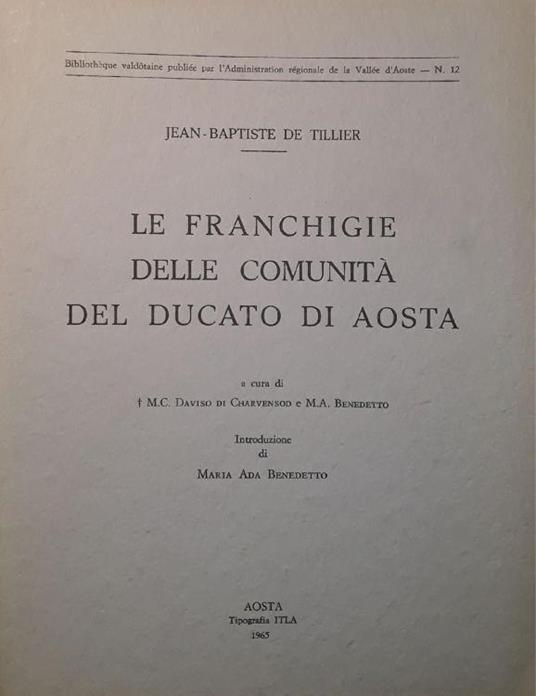 Bibliothèque valdôtaine publiée par l'Administration régionale de la Vallée d'Aoste — N. 12
JEAN-BAPTISTE DE TILLIER
LE FRANCHIGIE
DELLE COMUNITÀ
DEL DUCATO DI AOSTA
a cura di
† M.C. DAVISO DI CHARVENSOD e M.A. BENEDETTO
Introduzione
di
MARIA ADA BENEDETTO
AOSTA
Tipografia ITLA
1965